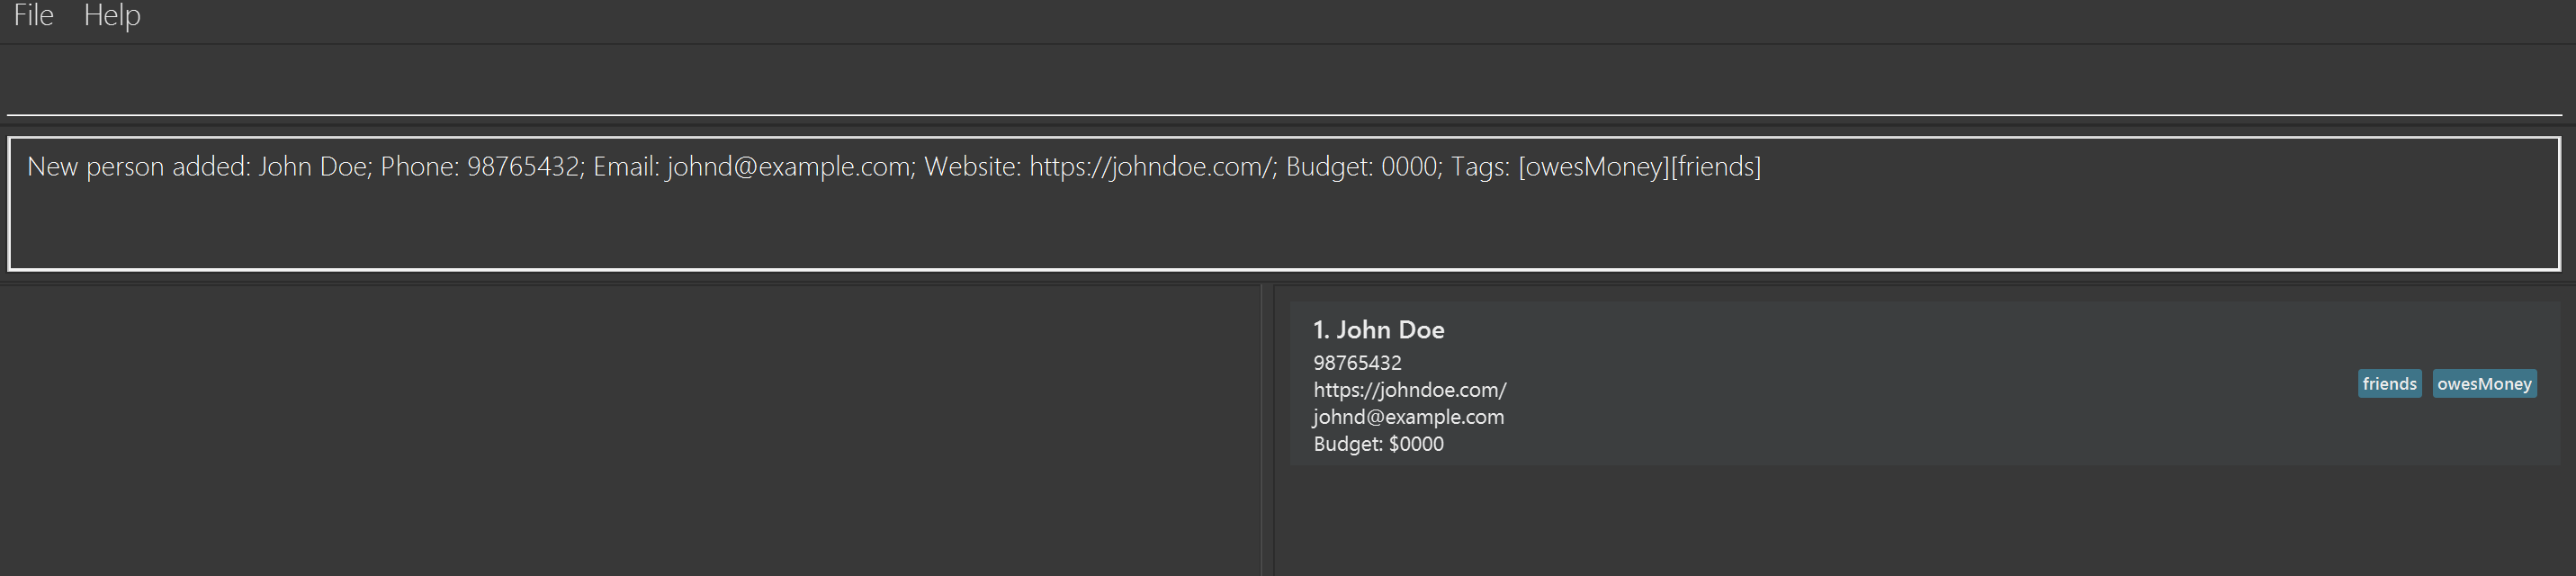 File Help
New person added: John Doe; Phone: 98765432; Email: johnd@example.com; Website: https://johndoe.com/; Budget: 0000; Tags: [owesMoney][friends]
1. John Doe
98765432
https://johndoe.com/
johnd@example.com
Budget: $0000
friends owesMoney